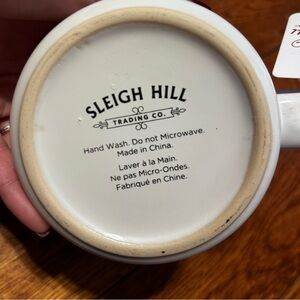 SLEIGH HILL
TRADING CO.
Hand Wash. Do not Microwave.
Made in China.
Laver à la Main.
Ne pas Micro-Ondes.
Fabriqué en Chine.